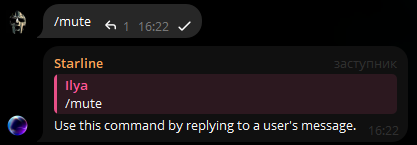 /mute 1 16:22
Starline заступник
Ilya
/mute
Use this command by replying to a user's message. 16:22